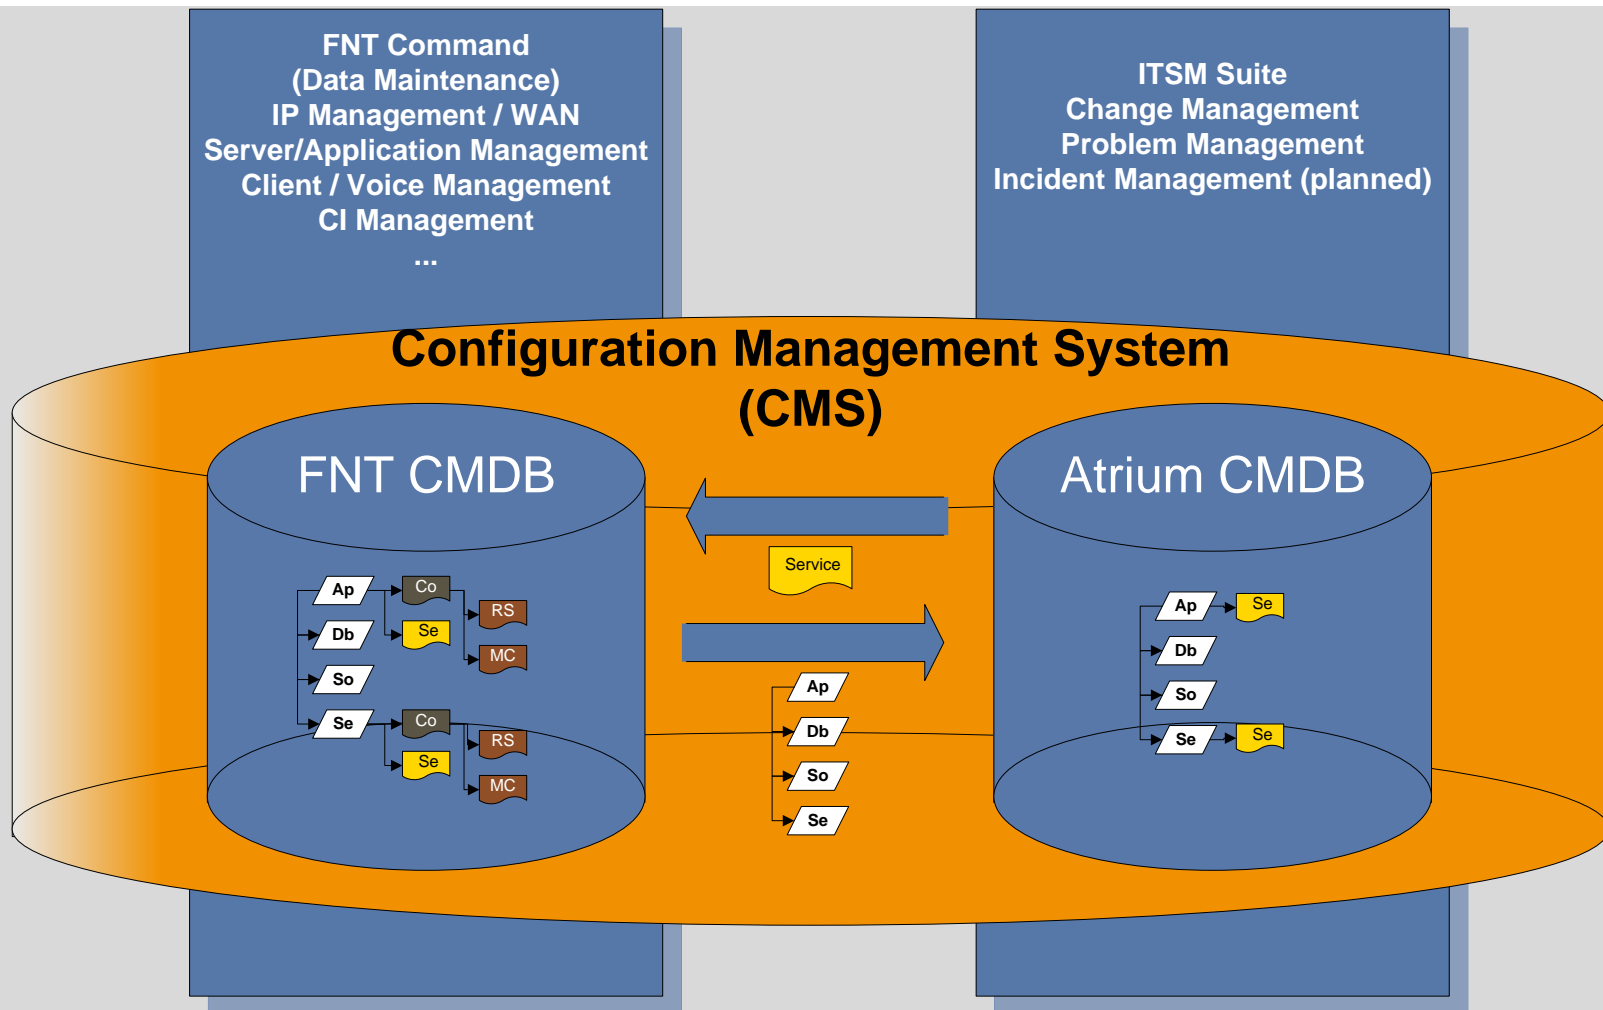 FNT Command
(Data Maintenance)
IP Management / WAN
Server/Application Management
Client / Voice Management
CI Management
...
ITSM Suite
Change Management
Problem Management
Incident Management (planned)
Configuration Management System
(CMS)
FNT CMDB
Ap
Co
RS
Db
Se
MC
So
Se
Co
RS
Se
MC
Service
Ap
Db
So
Se
Atrium CMDB
Ap
Se
Db
So
Se
Se